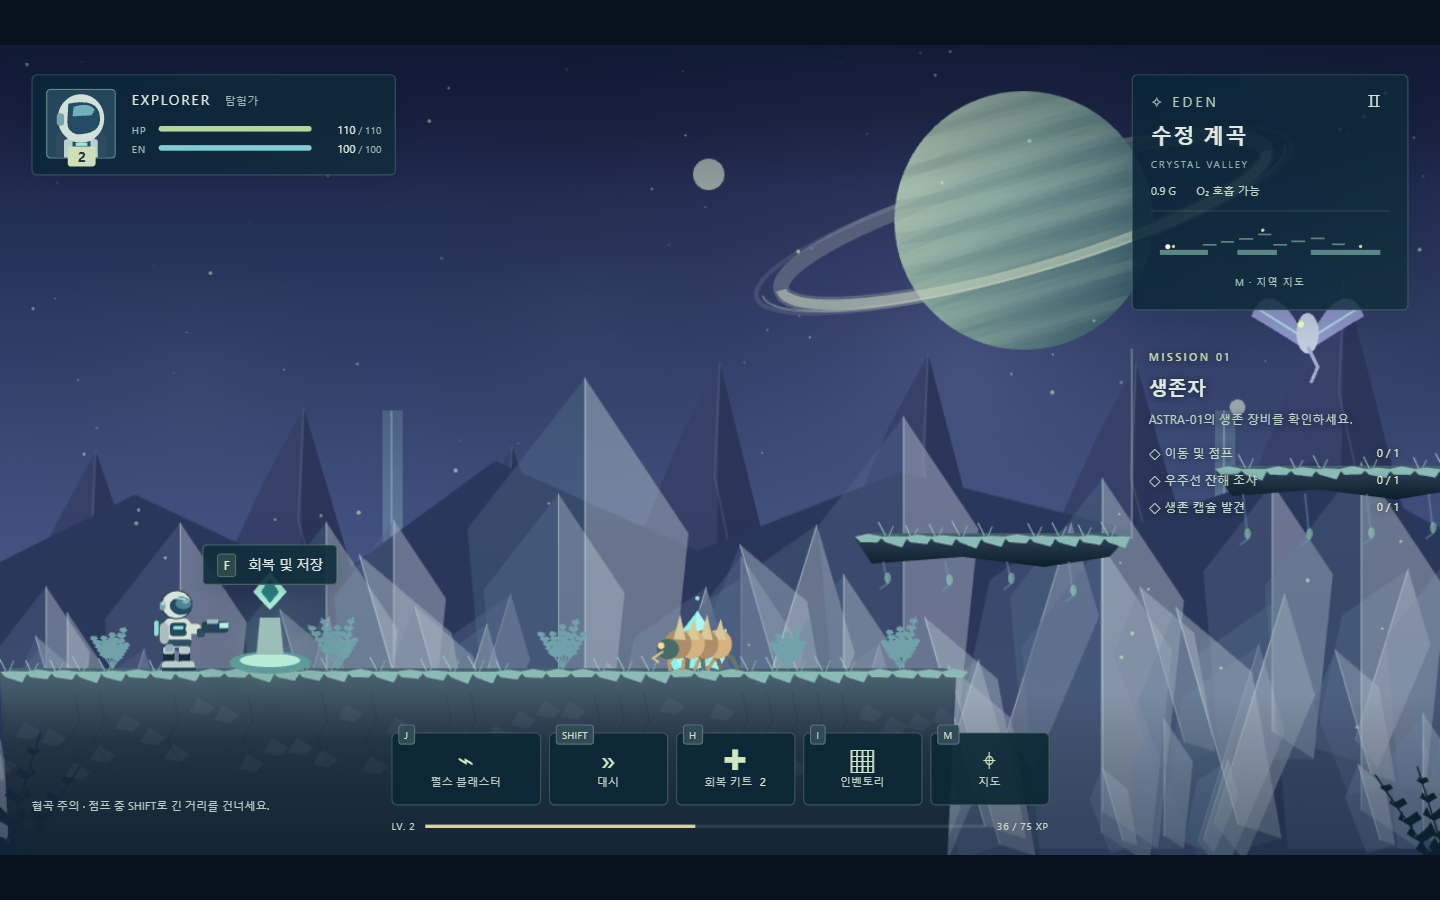 EXPLORER 탐험가
HP 110 / 110
EN 100 / 100
2
EDEN
수정 계곡
CRYSTAL VALLEY
0.9 G O₂ 호흡 가능
M · 지역 지도
MISSION 01
생존자
ASTRA-01의 생존 장비를 확인하세요.
이동 및 점프 0 / 1
우주선 잔해 조사 0 / 1
생존 캡슐 발견 0 / 1
F 회복 및 저장
J
펄스 블래스터
SHIFT
대시
H
회복 키트 2
I
인벤토리
M
지도
협곡 주의 · 점프 중 SHIFT로 긴 거리를 건너세요.
LV. 2 36 / 75 XP